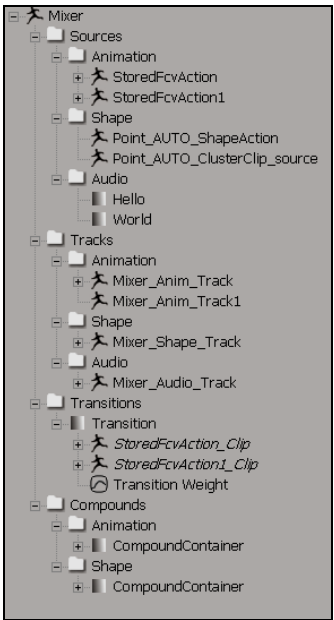 Mixer
Sources
Animation
StoredFcvAction
StoredFcvAction1
Shape
Point_AUTO_ShapeAction
Point_AUTO_ClusterClip_source
Audio
Hello
World
Tracks
Animation
Mixer_Anim_Track
Mixer_Anim_Track1
Shape
Mixer_Shape_Track
Audio
Mixer_Audio_Track
Transitions
Transition
StoredFcvAction_Clip
StoredFcvAction1_Clip
Transition Weight
Compounds
Animation
CompoundContainer
Shape
CompoundContainer